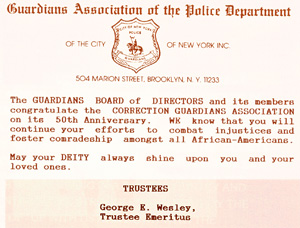 Guardians Association of the Police Department
OF THE CITY OF NEW YORK INC.
504 MARION STREET, BROOKLYN, N.Y. 11233
The GUARDIANS BOARD of DIRECTORS and its members
congratulate the CORRECTION GUARDIANS ASSOCIATION
on its 50th Anniversary. WK know that you will
continue your efforts to combat injustices and
foster comradeship amongst all African-Americans.
May your DEITY always shine upon you and your
loved ones.
TRUSTEES
George E. Wesley,
Trustee Emeritus